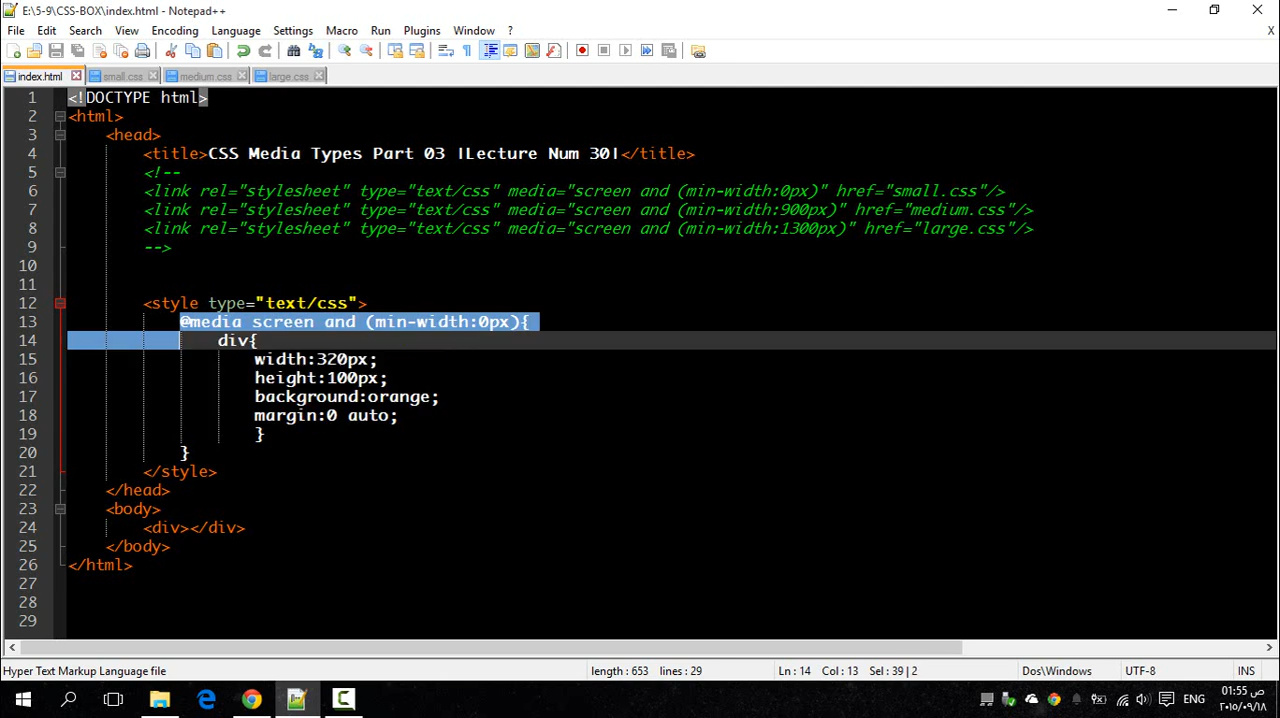 E:\5-9\CSS-BOX\index.html - Notepad++
File Edit Search View Encoding Language Settings Macro Run Plugins Window ? X
index.html small.css medium.css large.css
1 <!DOCTYPE html>
2 <html>
3 <head>
4 <title>CSS Media Types Part 03 |Lecture Num 30|</title>
5 <!--
6 <link rel="stylesheet" type="text/css" media="screen and (min-width:0px)" href="small.css"/>
7 <link rel="stylesheet" type="text/css" media="screen and (min-width:900px)" href="medium.css"/>
8 <link rel="stylesheet" type="text/css" media="screen and (min-width:1300px)" href="large.css"/>
9 -->
10
11
12 <style type="text/css">
13 @media screen and (min-width:0px){
14 div{
15 width:320px;
16 height:100px;
17 background:orange;
18 margin:0 auto;
19 }
20 }
21 </style>
22 </head>
23 <body>
24 <div></div>
25 </body>
26 </html>
27
28
29
Hyper Text Markup Language file length : 653 lines : 29 Ln : 14 Col : 13 Sel : 39 | 2 Dos\Windows UTF-8 INS
ENG 01:55 ص
٢٠١٥/٠٩/١٨